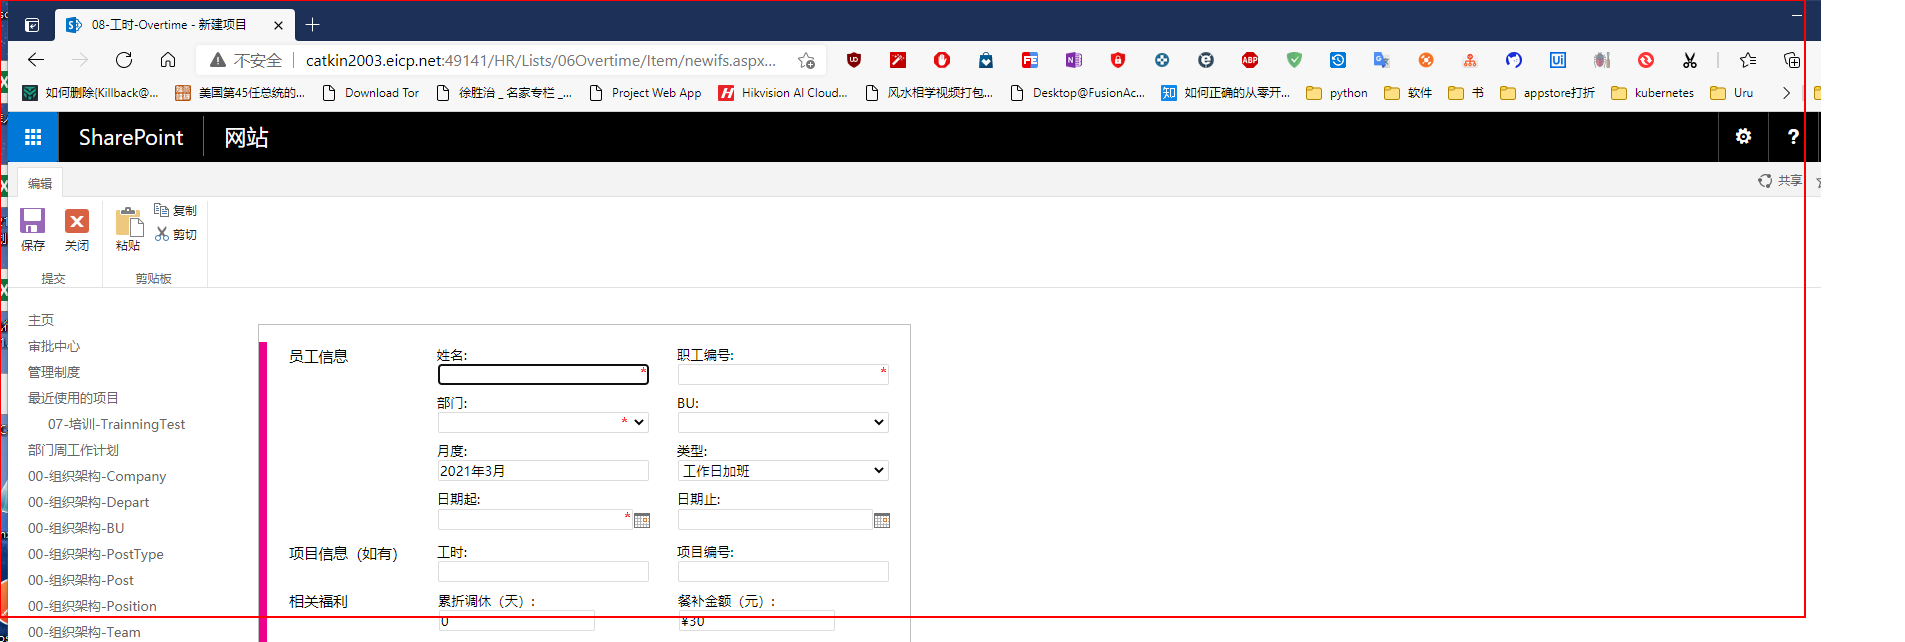 08-工时-Overtime - 新建项目
不安全 catkin2003.eicp.net:49141/HR/Lists/06Overtime/Item/newifs.aspx...
如何删除(Killback@... 美国第45任总统的... Download Tor 徐胜治 _ 名家专栏 _... Project Web App Hikvision AI Cloud... 风水相学视频打包... Desktop@FusionAc... 如何正确的从零开... python 软件 书 appstore打折 kubernetes Uru
SharePoint 网站 ?
编辑 共享
保存 关闭 粘贴 复制
剪切
提交 剪贴板
主页
审批中心
管理制度
最近使用的项目
07-培训-TrainningTest
部门周工作计划
00-组织架构-Company
00-组织架构-Depart
00-组织架构-BU
00-组织架构-PostType
00-组织架构-Post
00-组织架构-Position
00-组织架构-Team
员工信息 姓名: 职工编号:
* *
部门: BU:
*
月度: 类型:
2021年3月 工作日加班
日期起: 日期止:
*
项目信息（如有） 工时: 项目编号:
相关福利 累折调休（天）: 餐补金额（元）:
0 ¥30